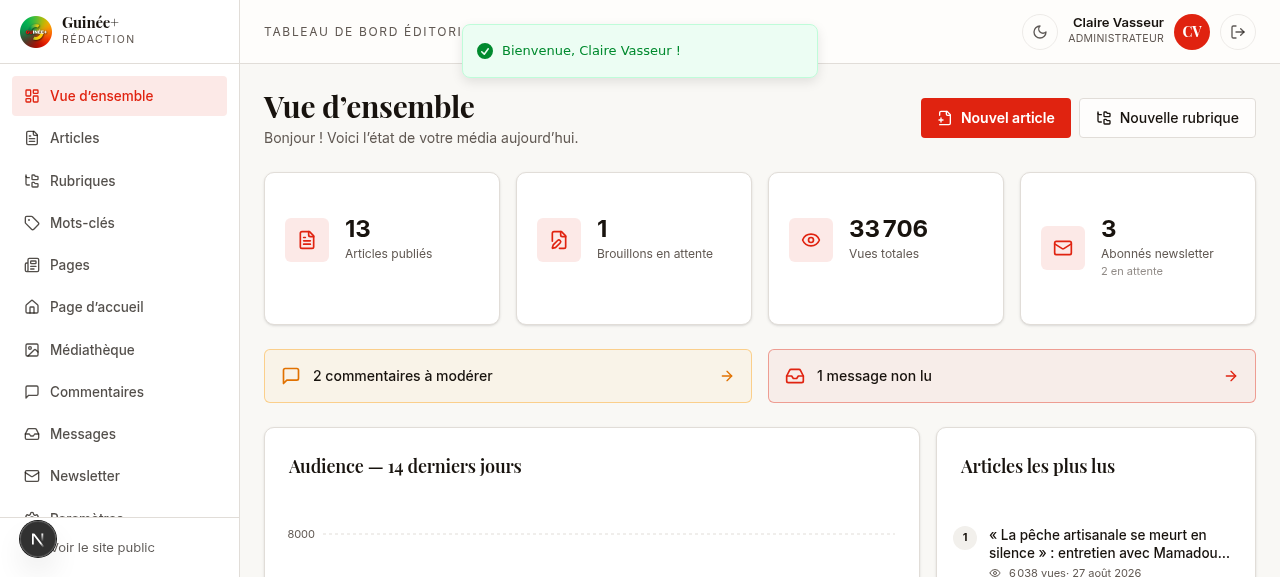 Guinée+
RÉDACTION
TABLEAU DE BORD ÉDITORI
Bienvenue, Claire Vasseur !
Claire Vasseur
ADMINISTRATEUR
CV
Vue d’ensemble
Articles
Rubriques
Mots-clés
Pages
Page d’accueil
Médiathèque
Commentaires
Messages
Newsletter
Paramètres
Voir le site public
N
Vue d’ensemble
Bonjour ! Voici l’état de votre média aujourd’hui.
Nouvel article
Nouvelle rubrique
13
Articles publiés
1
Brouillons en attente
33 706
Vues totales
3
Abonnés newsletter
2 en attente
2 commentaires à modérer
1 message non lu
Audience — 14 derniers jours
8000
Articles les plus lus
1
« La pêche artisanale se meurt en
silence » : entretien avec Mamadou...
6 038 vues· 27 août 2026